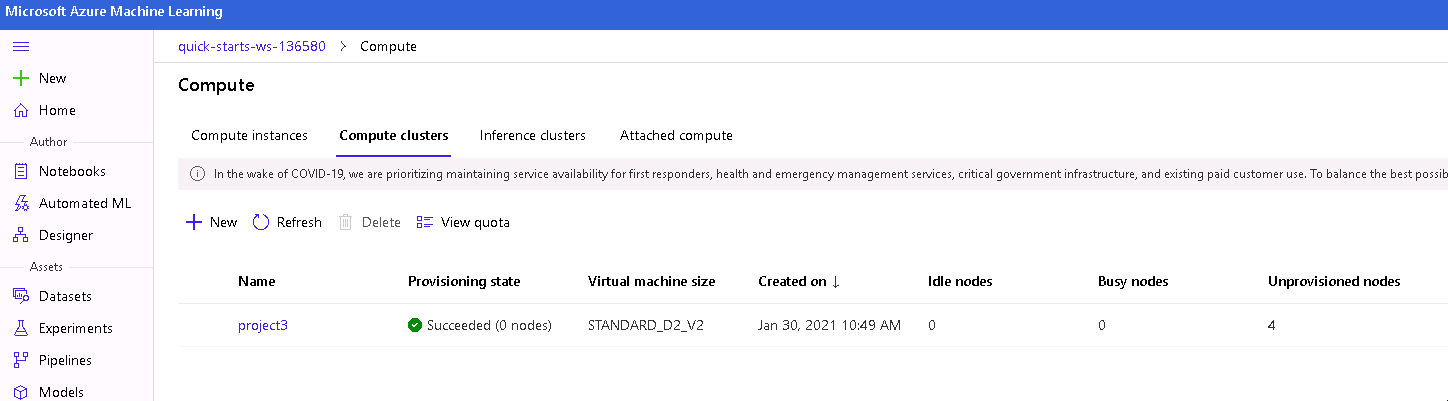 Microsoft Azure Machine Learning
quick-starts-ws-136580 > Compute
New
Home
Author
Notebooks
Automated ML
Designer
Assets
Datasets
Experiments
Pipelines
Models
Compute
Compute instances Compute clusters Inference clusters Attached compute
In the wake of COVID-19, we are prioritizing maintaining service availability for first responders, health and emergency management services, critical government infrastructure, and existing paid customer use. To balance the best
New Refresh Delete View quota
Name Provisioning state Virtual machine size Created on ↓ Idle nodes Busy nodes Unprovisioned nodes
project3 Succeeded (0 nodes) STANDARD_D2_V2 Jan 30, 2021 10:49 AM 0 0 4